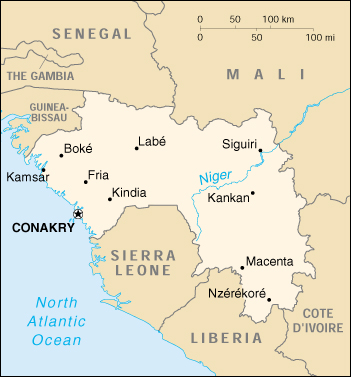 SENEGAL
0 50 100 km
0 50 100 mi
THE GAMBIA
MALI
GUINEA-
BISSAU
Labé
Siguiri
Boké
Kamsar
Fria
Niger
Kindia
Kankan
CONAKRY
SIERRA
LEONE
Macenta
North
Atlantic
Ocean
Nzérékoré
COTE
D'IVOIRE
LIBERIA